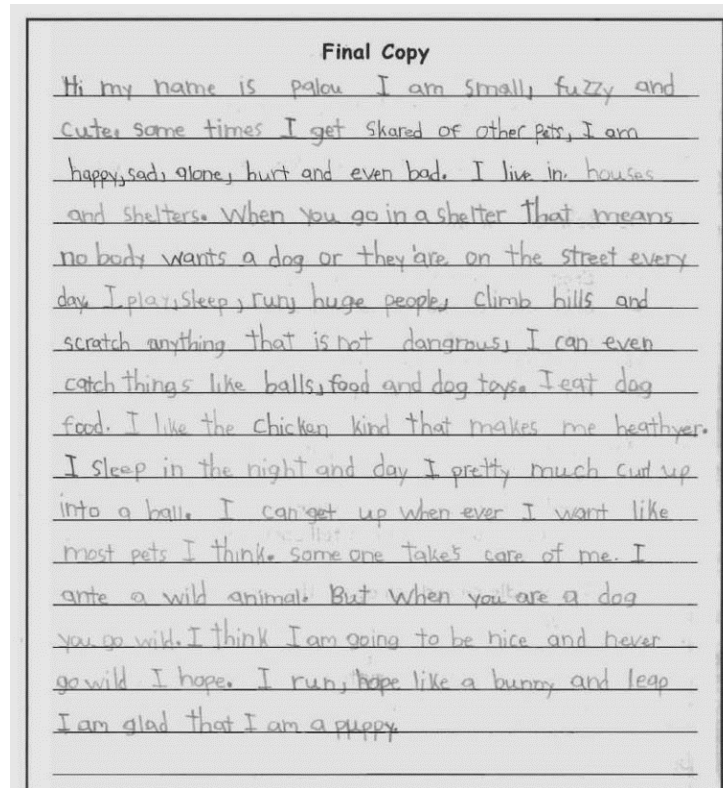 Final Copy
Hi my name is palou I am small, fuzzy and
cute. some times I get skared of other pets, I am
happy, sad, alone, hurt and even bad. I live in. houses
and shelters. When you go in a shelter that means
no body wants a dog or they'are on the street every
day. I play, sleep, run, huge people, climb hills and
scratch anything that is not dangrous, I can even
catch things like balls, food and dog toys. I eat dog
food. I like the chicken kind that makes me heathyer.
I sleep in the night and day I pretty much curl up
into a ball. I can get up when ever I want like
most pets I think. some one take's care of me. I
ante a wild animal. But when you are a dog
you go wild. I think I am going to be nice and never
go wild I hope. I run, hope like a bunny and leap
I am glad that I am a puppy.